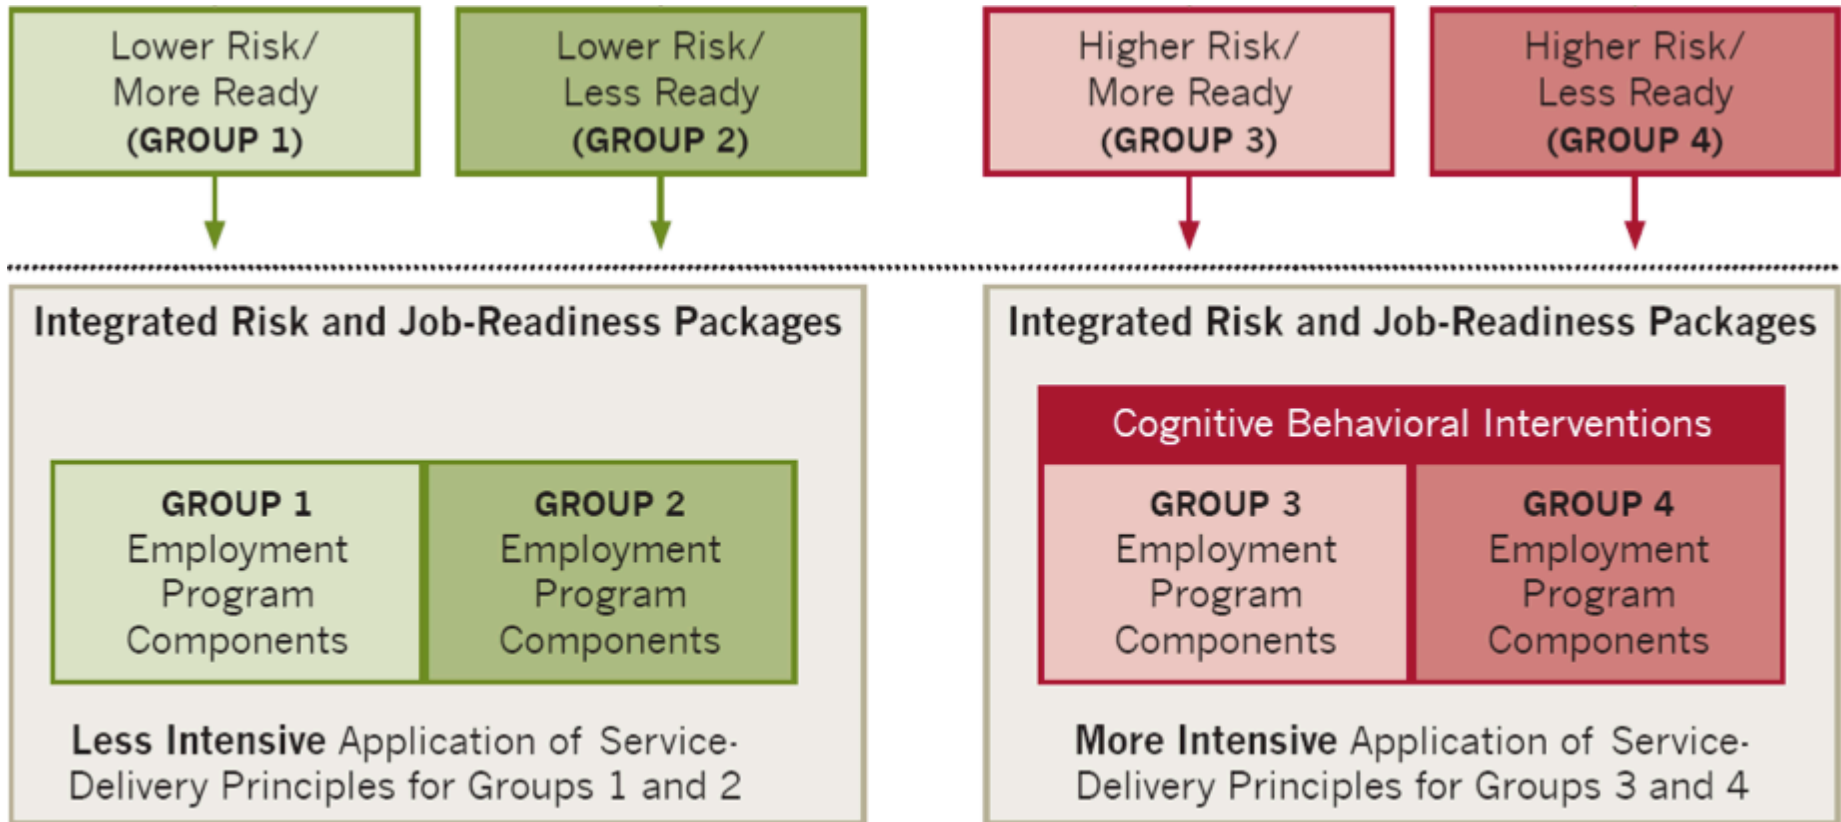 Lower Risk/
More Ready
(GROUP 1)
Lower Risk/
Less Ready
(GROUP 2)
Higher Risk/
More Ready
(GROUP 3)
Higher Risk/
Less Ready
(GROUP 4)
Integrated Risk and Job-Readiness Packages
GROUP 1
Employment
Program
Components
GROUP 2
Employment
Program
Components
Less Intensive Application of Service-
Delivery Principles for Groups 1 and 2
Integrated Risk and Job-Readiness Packages
Cognitive Behavioral Interventions
GROUP 3
Employment
Program
Components
GROUP 4
Employment
Program
Components
More Intensive Application of Service-
Delivery Principles for Groups 3 and 4